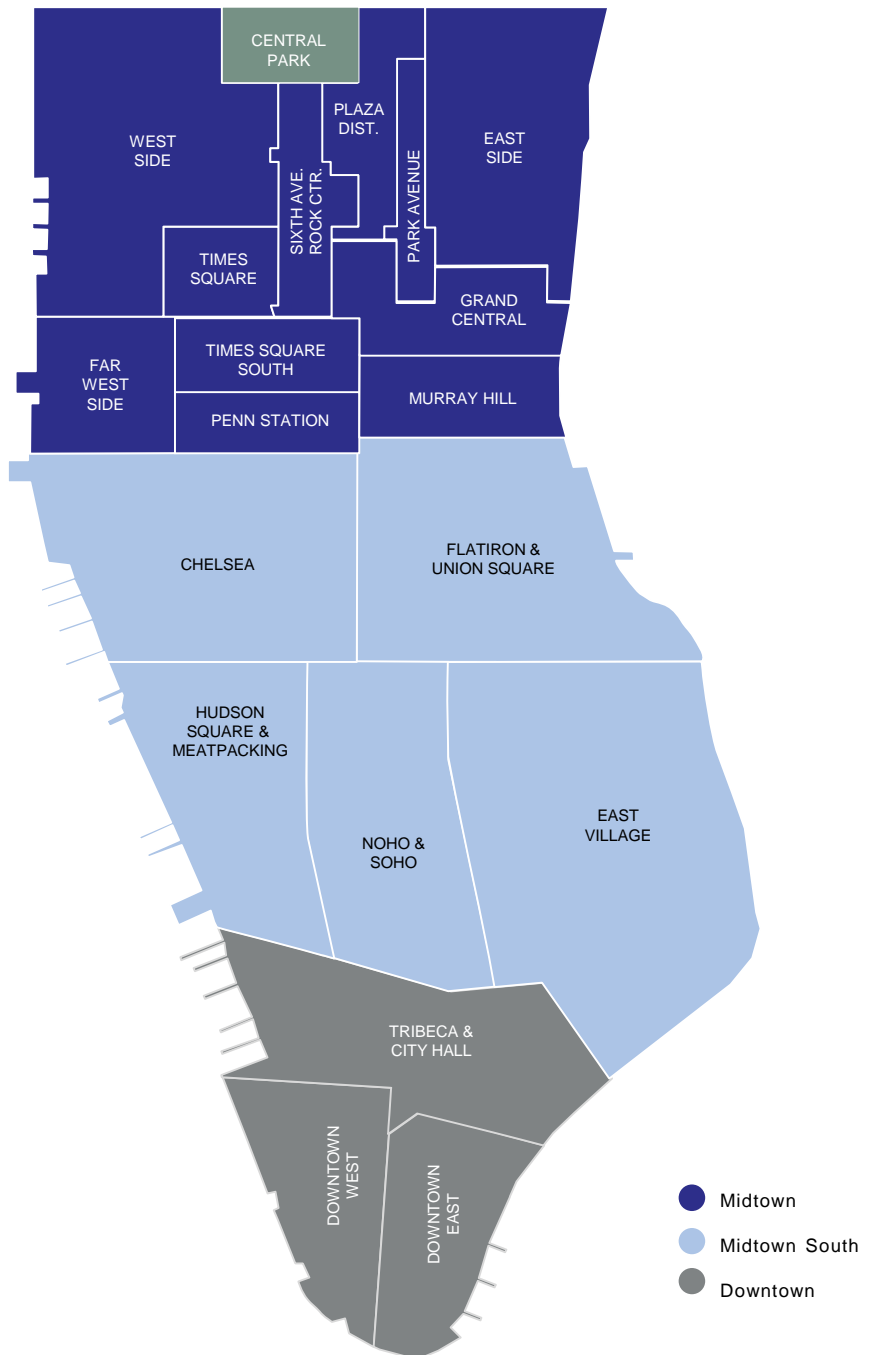 CENTRAL
PARK
PLAZA
DIST.
WEST
SIDE
EAST
SIDE
SIXTH AVE.
ROCK CTR.
PARK AVENUE
TIMES
SQUARE
GRAND
CENTRAL
TIMES SQUARE
SOUTH
FAR
WEST
SIDE
MURRAY HILL
PENN STATION
CHELSEA
FLATIRON &
UNION SQUARE
HUDSON
SQUARE &
MEATPACKING
NOHO &
SOHO
EAST
VILLAGE
TRIBECA &
CITY HALL
DOWNTOWN
WEST
DOWNTOWN
EAST
Midtown
Midtown South
Downtown